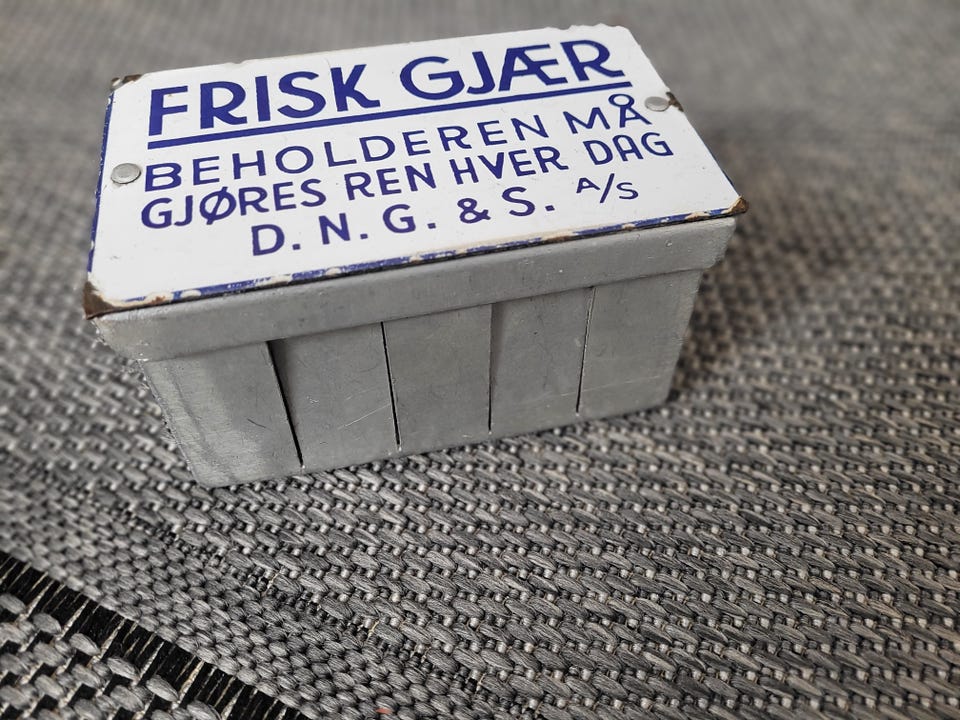 FRISK GJÆR
BEHOLDEREN MÅ
GJØRES REN HVER DAG
D. N. G. & S. A/S